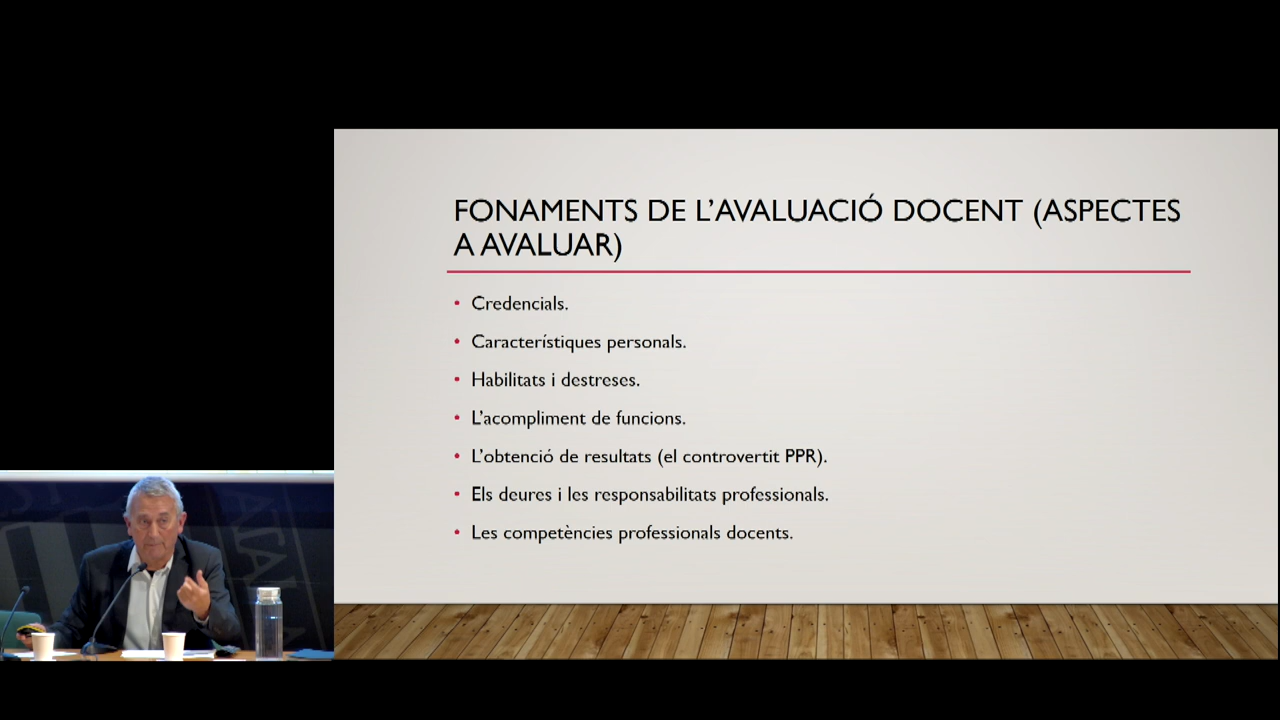 FONAMENTS DE L'AVALUACIÓ DOCENT (ASPECTES
A AVALUAR)
• Credencials.
• Característiques personals.
• Habilitats i destreses.
• L'acompliment de funcions.
• L'obtenció de resultats (el controvertit PPR).
• Els deures i les responsabilitats professionals.
• Les competències professionals docents.